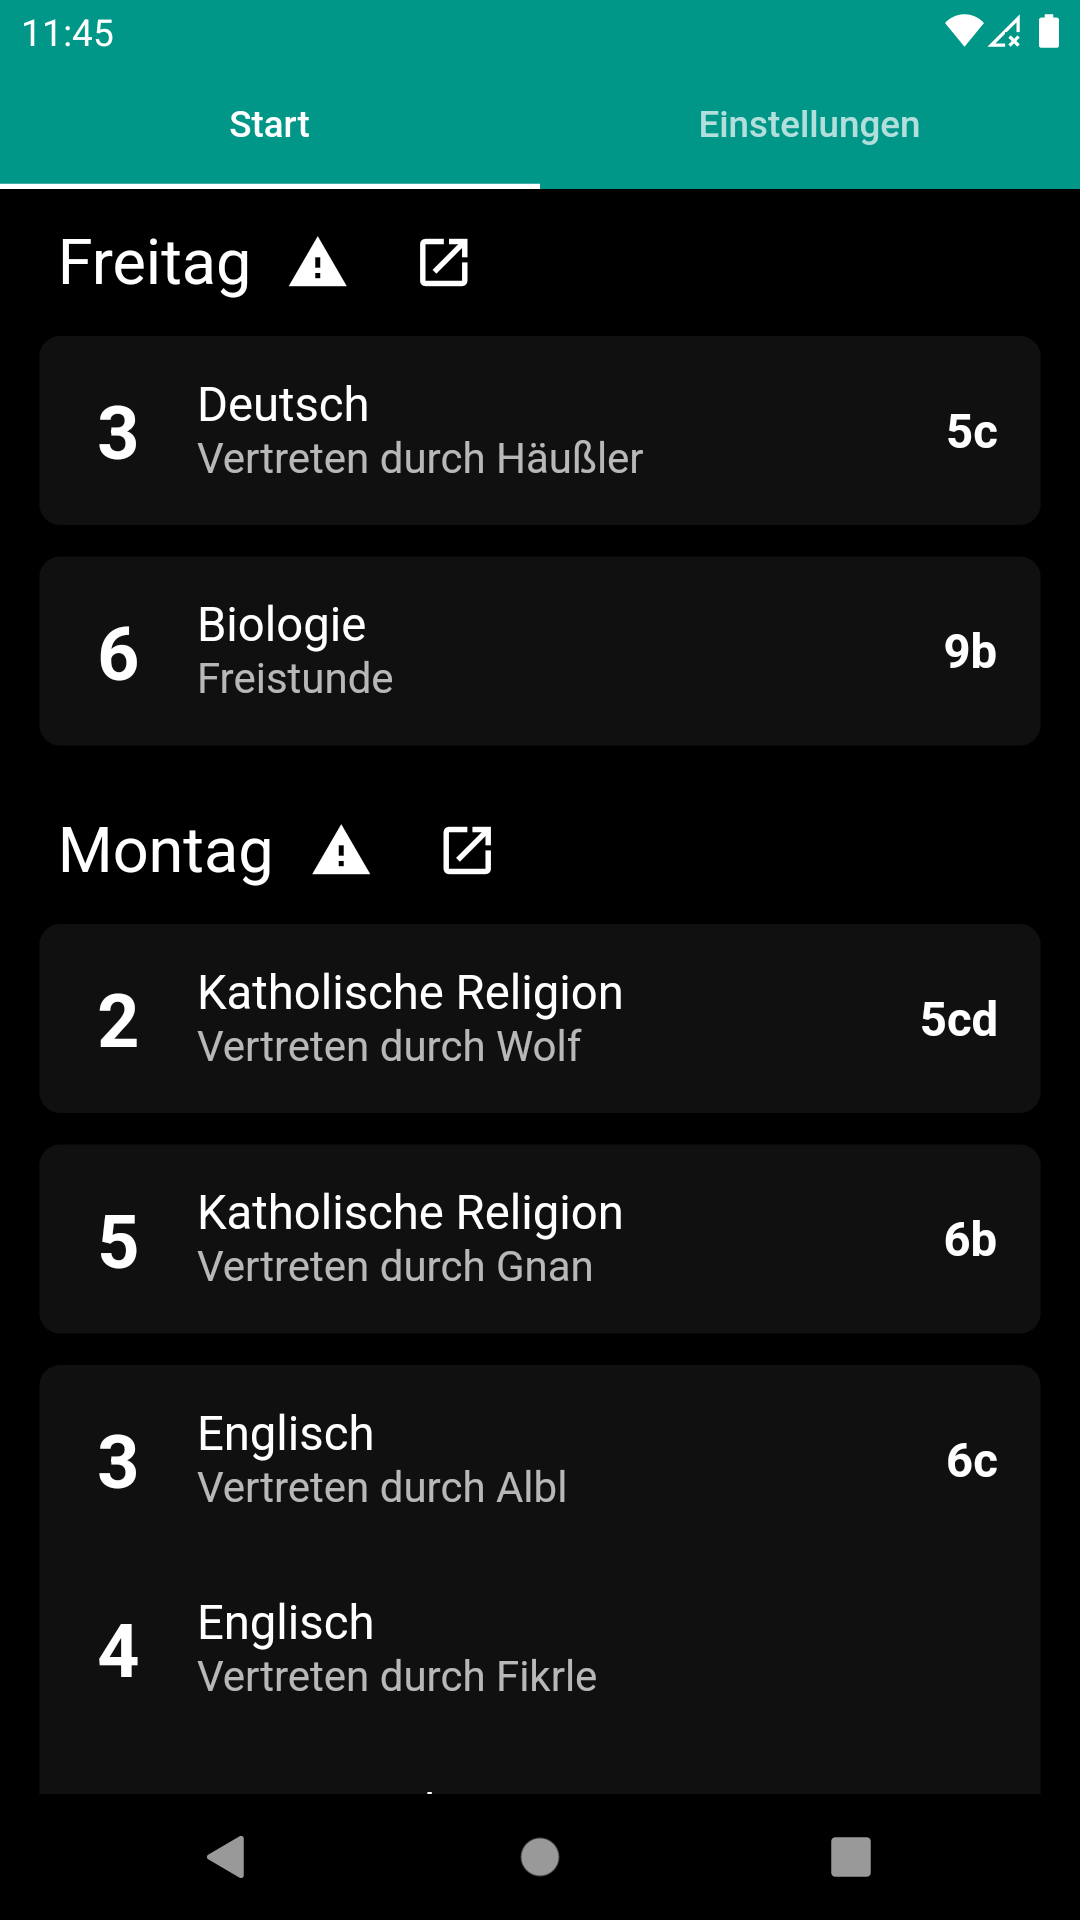 11:45
Start
Einstellungen
Freitag
3
Deutsch
Vertreten durch Häußler
5c
6
Biologie
Freistunde
9b
Montag
2
Katholische Religion
Vertreten durch Wolf
5cd
5
Katholische Religion
Vertreten durch Gnan
6b
3
Englisch
Vertreten durch Albl
6c
4
Englisch
Vertreten durch Fikrle